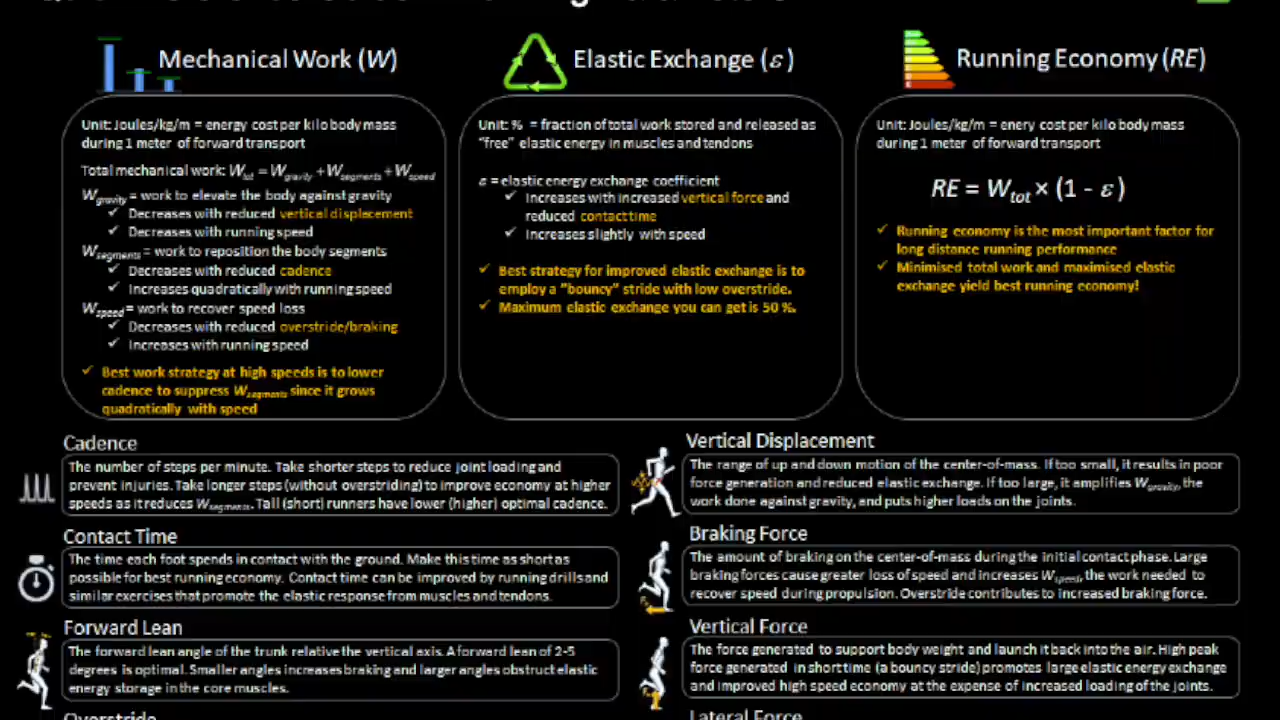 Mechanical Work (W)
Unit: Joules/kg/m = energy cost per kilo body mass
during 1 meter of forward transport
Total mechanical work: W_tot = W_gravity + W_segments + W_speed
W_gravity = work to elevate the body against gravity
✓ Decreases with reduced vertical displacement
✓ Decreases with running speed
W_segments = work to reposition the body segments
✓ Decreases with reduced cadence
✓ Increases quadratically with running speed
W_speed = work to recover speed loss
✓ Decreases with reduced overstride/braking
✓ Increases with running speed
✓ Best work strategy at high speeds is to lower
cadence to suppress W_segments since it grows
quadratically with speed
Elastic Exchange (ε)
Unit: % = fraction of total work stored and released as
"free" elastic energy in muscles and tendons
ε = elastic energy exchange coefficient
✓ Increases with increased vertical force and
reduced contact time
✓ Increases slightly with speed
✓ Best strategy for improved elastic exchange is to
employ a "bouncy" stride with low overstride.
✓ Maximum elastic exchange you can get is 50 %.
Running Economy (RE)
Unit: Joules/kg/m = enery cost per kilo body mass
during 1 meter of forward transport
RE = W_tot × (1 - ε)
✓ Running economy is the most important factor for
long distance running performance
✓ Minimised total work and maximised elastic
exchange yield best running economy!
Cadence
The number of steps per minute. Take shorter steps to reduce joint loading and
prevent injuries. Take longer steps (without overstriding) to improve economy at higher
speeds as it reduces W_segments. Tall (short) runners have lower (higher) optimal cadence.
Contact Time
The time each foot spends in contact with the ground. Make this time as short as
possible for best running economy. Contact time can be improved by running drills and
similar exercises that promote the elastic response from muscles and tendons.
Forward Lean
The forward lean angle of the trunk relative the vertical axis. A forward lean of 2-5
degrees is optimal. Smaller angles increases braking and larger angles obstruct elastic
energy storage in the core muscles.
Overstride
Vertical Displacement
The range of up and down motion of the center-of-mass. If too small, it results in poor
force generation and reduced elastic exchange. If too large, it amplifies W_gravity, the
work done against gravity, and puts higher loads on the joints.
Braking Force
The amount of braking on the center-of-mass during the initial contact phase. Large
braking forces cause greater loss of speed and increases W_speed, the work needed to
recover speed during propulsion. Overstride contributes to increased braking force.
Vertical Force
The force generated to support body weight and launch it back into the air. High peak
force generated in short time (a bouncy stride) promotes large elastic energy exchange
and improved high speed economy at the expense of increased loading of the joints.
Lateral Force